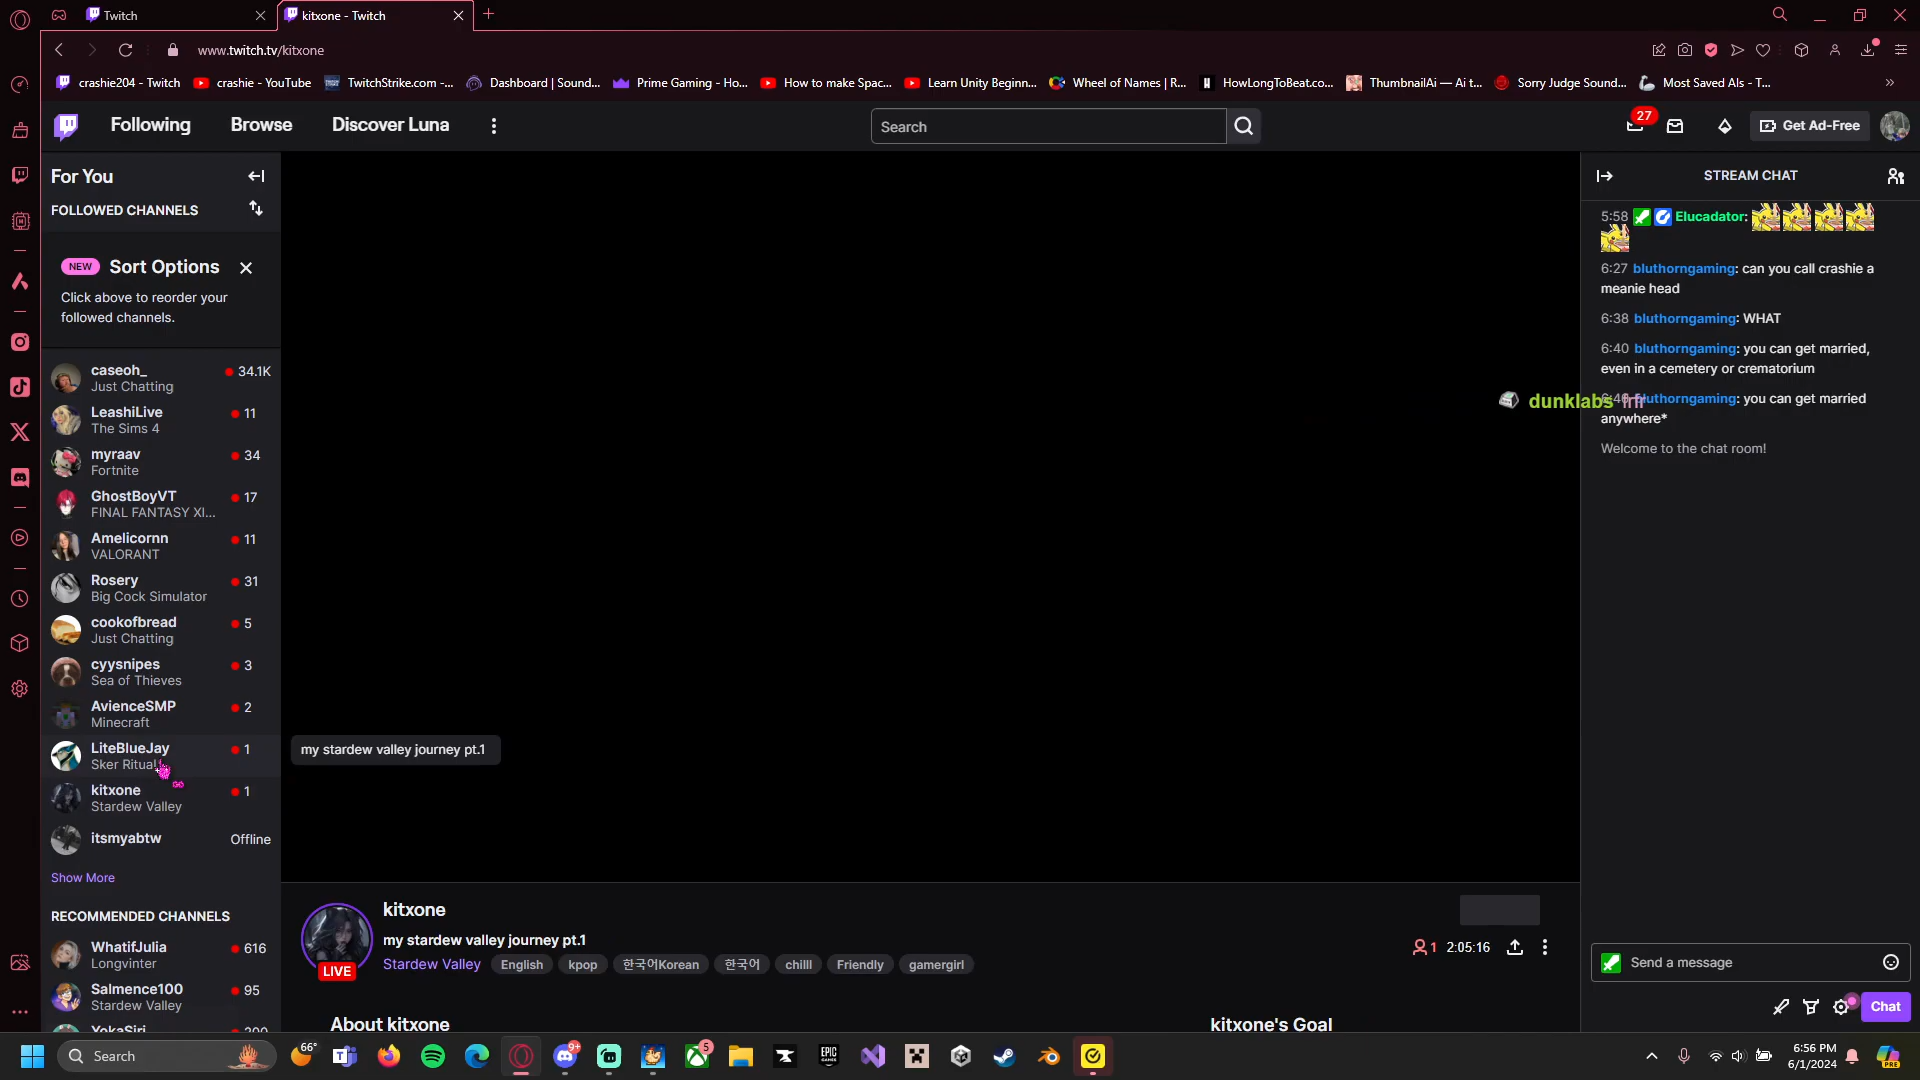 Twitch
kitxone - Twitch
www.twitch.tv/kitxone
crashie204 - Twitch
crashie - YouTube
TwitchStrike.com -...
Dashboard | Sound...
Prime Gaming - Ho...
How to make Spac...
Learn Unity Beginn...
Wheel of Names | R...
HowLongToBeat.co...
ThumbnailAi — Ai t...
Sorry Judge Sound...
Most Saved AIs - T...
Following
Browse
Discover Luna
Search
27
Get Ad-Free
For You
FOLLOWED CHANNELS
NEW Sort Options
Click above to reorder your
followed channels.
caseoh_ 34.1K
Just Chatting
LeashiLive 11
The Sims 4
myraav 34
Fortnite
GhostBoyVT 17
FINAL FANTASY XI...
Amelicornn 11
VALORANT
Rosery 31
Big Cock Simulator
cookofbread 5
Just Chatting
cyysnipes 3
Sea of Thieves
AvienceSMP 2
Minecraft
LiteBlueJay 1
Sker Ritual
kitxone 1
Stardew Valley
itsmyabtw Offline
Show More
RECOMMENDED CHANNELS
WhatifJulia 616
Longvinter
Salmence100 95
Stardew Valley
YokaSiri
my stardew valley journey pt.1
kitxone
my stardew valley journey pt.1
LIVE
Stardew Valley English kpop 한국어Korean 한국어 chilll Friendly gamergirl
1 2:05:16
About kitxone
kitxone's Goal
STREAM CHAT
5:58 Elucadator:
6:27 bluthorngaming: can you call crashie a
meanie head
6:38 bluthorngaming: WHAT
6:40 bluthorngaming: you can get married,
even in a cemetery or crematorium
dunklabs
bluthorngaming: you can get married
anywhere*
Welcome to the chat room!
Send a message
Chat
Search
66°
9+
EPIC GAMES
5
6:56 PM
6/1/2024
PRE